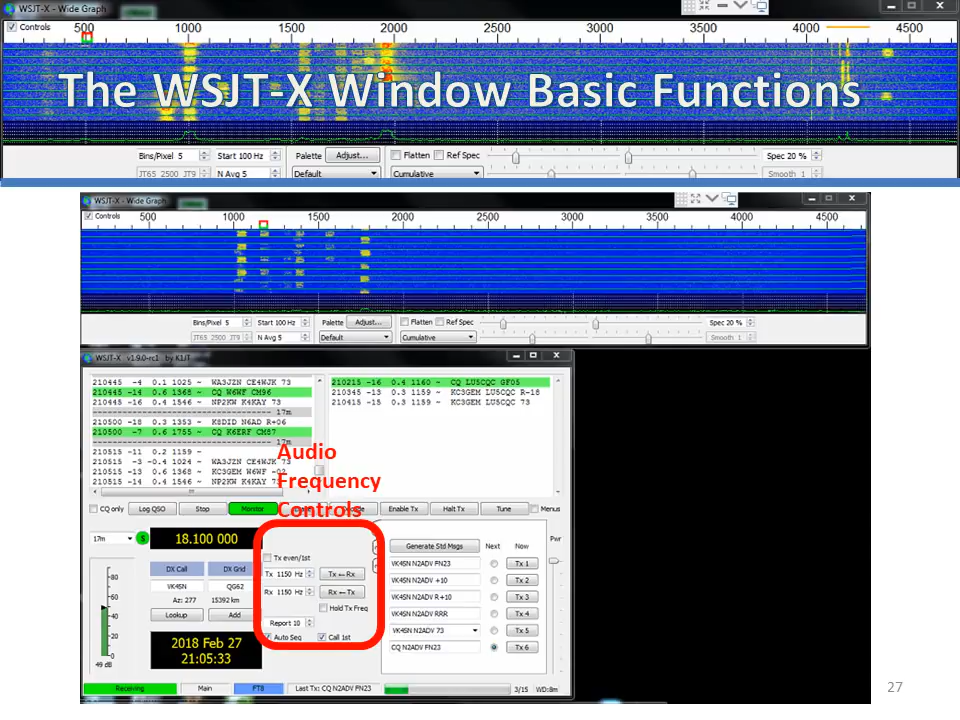 WSJT-X - Wide Graph
Controls 500 1000 1500 2000 2500 3000 3500 4000 4500
The WSJT-X Window Basic Functions
Bins/Pixel 5 Start 100 Hz Palette Adjust... Flatten Ref Spec Spec 20 %
JT65 2500 JT9 N Avg 5 Default Cumulative Smooth 1
WSJT-X - Wide Graph
Controls 500 1000 1500 2000 2500 3000 3500 4000 4500
Bins/Pixel 5 Start 100 Hz Palette Adjust... Flatten Ref Spec Spec 20 %
JT65 2500 JT9 N Avg 5 Default Cumulative Smooth 1
WSJT-X v1.9.0-rc1 by K1JT
210445 -4 0.1 1025 ~ WA3JZN CE4WJK 73
210445 -14 0.6 1368 ~ CQ W6WF CM96
210445 -16 0.4 1546 ~ NP2KW K4KAY 73
17m
210500 -18 0.3 1353 ~ K8DID N6AD R+06
210500 -7 0.6 1755 ~ CQ K6ERF CM87
17m
210515 -11 0.2 1159 ~
210515 -3 -0.4 1024 ~ WA3JZN CE4WJK 73
210515 -13 0.6 1368 ~ KC3GEM W6WF -02
210515 -14 0.4 1546 ~ NP2KW K4KAY 73
210215 -16 0.4 1160 ~ CQ LU5CQC GF05
210345 -13 0.3 1159 ~ KC3GEM LU5CQC R-18
210415 -15 0.3 1159 ~ KC3GEM LU5CQC 73
Audio
Frequency
Controls
CQ only Log QSO Stop Monitor Enable Tx Halt Tx Tune Menus
17m S 18.100 000
Tx even/1st
Tx 1150 Hz Tx ← Rx
Rx 1150 Hz Rx ← Tx
Hold Tx Freq
Report 10
Auto Seq Call 1st
DX Call DX Grid
VK4SN QG62
Az: 277 15392 km
Lookup Add
2018 Feb 27
21:05:33
80
60
40
20
0
49 dB
Generate Std Msgs Next Now Pwr
VK4SN N2ADV FN23 Tx 1
VK4SN N2ADV +10 Tx 2
VK4SN N2ADV R+10 Tx 3
VK4SN N2ADV RRR Tx 4
VK4SN N2ADV 73 Tx 5
CQ N2ADV FN23 Tx 6
Receiving Main FT8 Last Tx: CQ N2ADV FN23 3/15 WD:8m
27